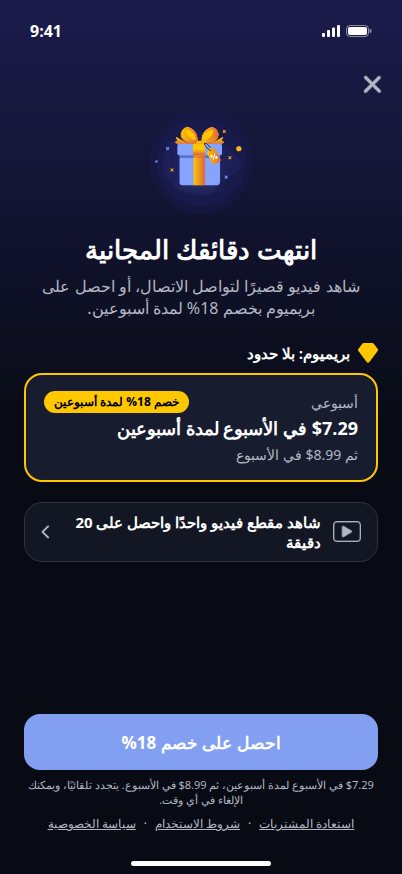 9:41
انتهت دقائقك المجانية
شاهد فيديو قصيرًا لتواصل الاتصال، أو احصل على
بريميوم بخصم 18% لمدة أسبوعين.
بريميوم: بلا حدود
أسبوعي
خصم 18% لمدة أسبوعين
$7.29 في الأسبوع لمدة أسبوعين
ثم $8.99 في الأسبوع
شاهد مقطع فيديو واحدًا واحصل على 20
دقيقة
احصل على خصم 18%
$7.29 في الأسبوع لمدة أسبوعين، ثم $8.99 في الأسبوع. يتجدد تلقائيًا، ويمكنك
الإلغاء في أي وقت.
استعادة المشتريات · شروط الاستخدام · سياسة الخصوصية